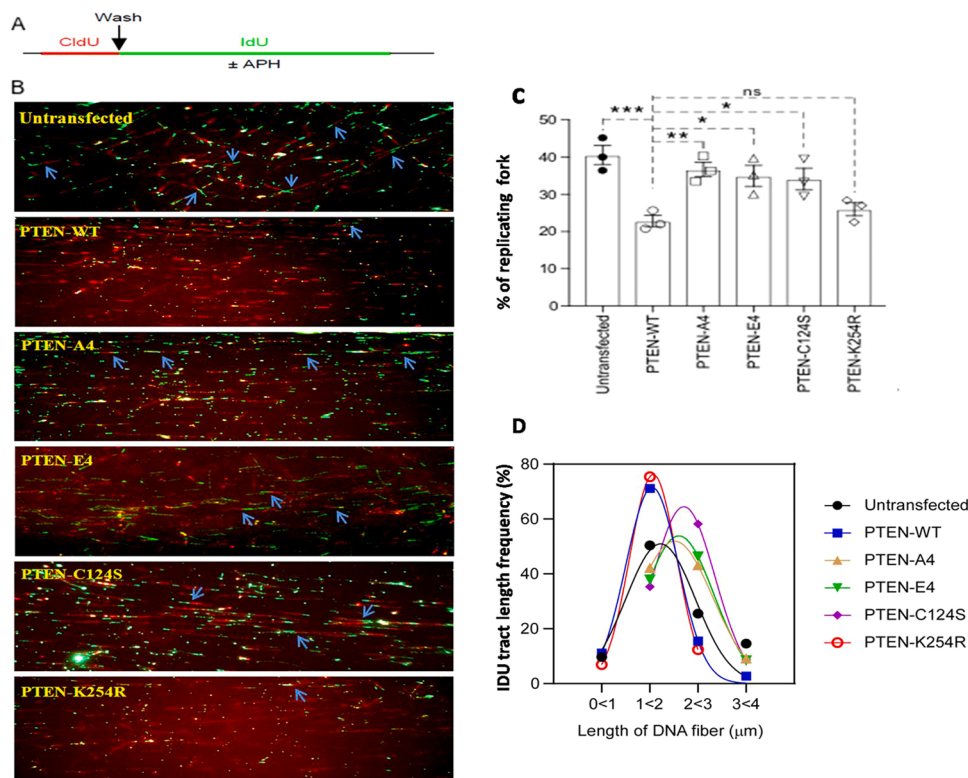 A
Wash
CldU
IdU
± APH
B
Untransfected
PTEN-WT
PTEN-A4
PTEN-E4
PTEN-C124S
PTEN-K254R
C
ns
*
***
*
**
% of replicating fork
50
40
30
20
10
0
Untransfected
PTEN-WT
PTEN-A4
PTEN-E4
PTEN-C124S
PTEN-K254R
D
IDU tract length frequency (%)
80
60
40
20
0
0<1 1<2 2<3 3<4
Length of DNA fiber (μm)
Untransfected
PTEN-WT
PTEN-A4
PTEN-E4
PTEN-C124S
PTEN-K254R